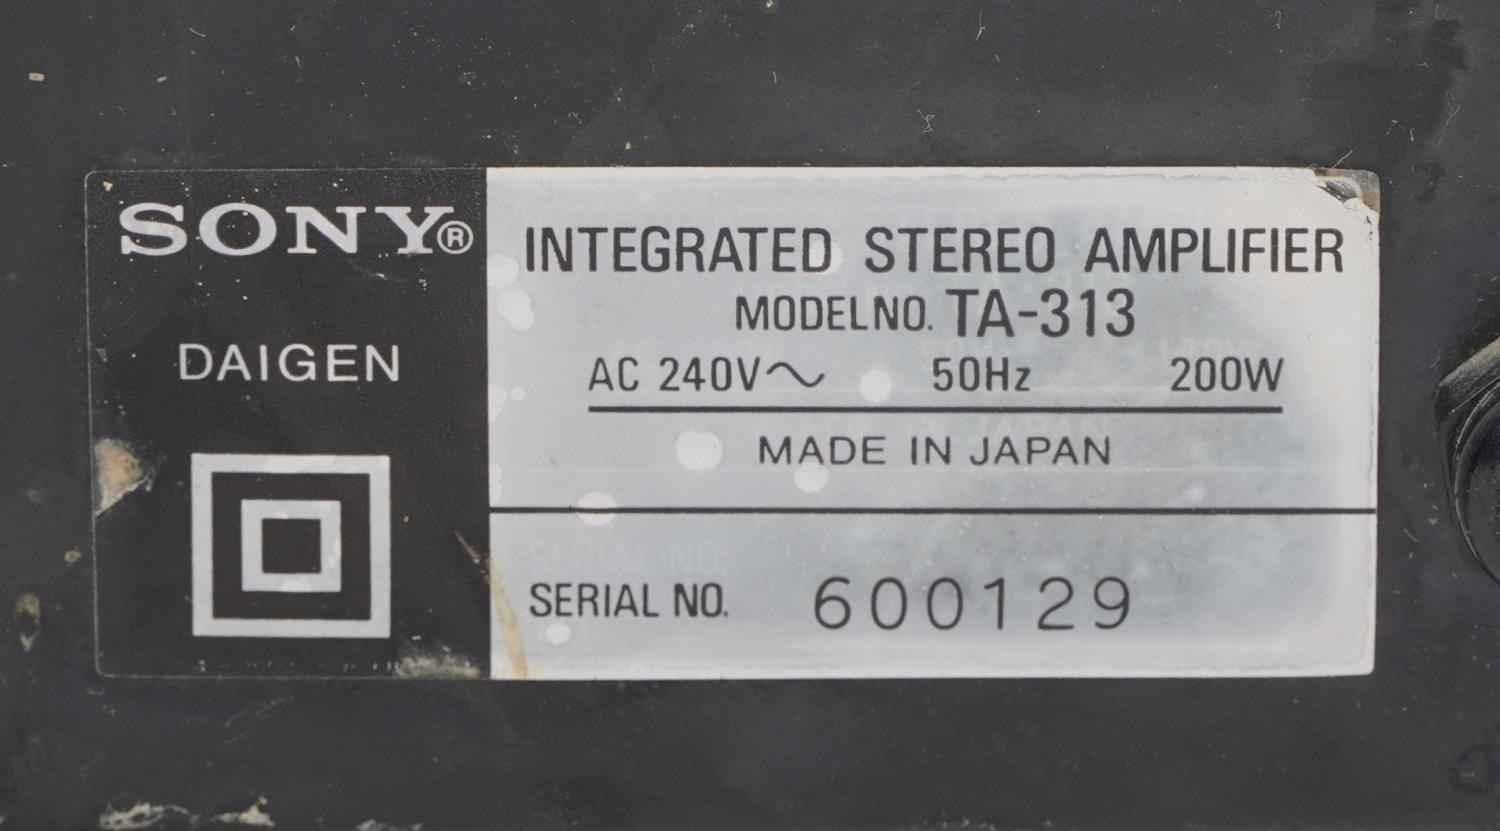 SONY®
DAIGEN
INTEGRATED STEREO AMPLIFIER
MODEL NO. TA-313
AC 240V~ 50Hz 200W
MADE IN JAPAN
SERIAL NO. 600129